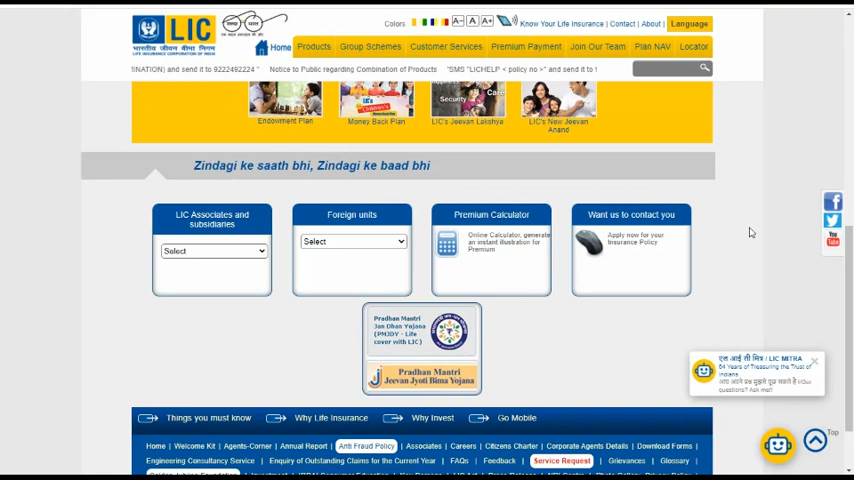 LIC
भारतीय जीवन बीमा निगम
LIFE INSURANCE CORPORATION OF INDIA
Colors A- A A+ Know Your Life Insurance | Contact | About | Language
Home Products Group Schemes Customer Services Premium Payment Join Our Team Plan NAV Locator
INATION) and send it to 9222492224 " Notice to Public regarding Combination of Products "SMS "LICHELP < policy no >" and send it to
Security Care
Endowment Plan Money Back Plan LIC's Jeevan Lakshya LIC's New Jeevan
Anand
Zindagi ke saath bhi, Zindagi ke baad bhi
LIC Associates and
subsidiaries
Select
Foreign units
Select
Premium Calculator
Online Calculator, generate
an instant illustration for
Premium
Want us to contact you
Apply now for your
Insurance Policy
You
Pradhan Mantri
Jan Dhan Yojana
(PMJDY - Life
cover with LIC)
Pradhan Mantri
Jeevan Jyoti Bima Yojana
एल आई सी मित्र / LIC MITRA
64 Years of Treasuring the Trust of
Indians
questions? Ask me!!
Top
Things you must know Why Life Insurance Why Invest Go Mobile
Home | Welcome Kit | Agents-Corner | Annual Report | Anti Fraud Policy | Associates | Careers | Citizens Charter | Corporate Agents Details | Download Forms |
Engineering Consultancy Service | Enquiry of Outstanding Claims for the Current Year | FAQs | Feedback | Service Request | Grievances | Glossary |